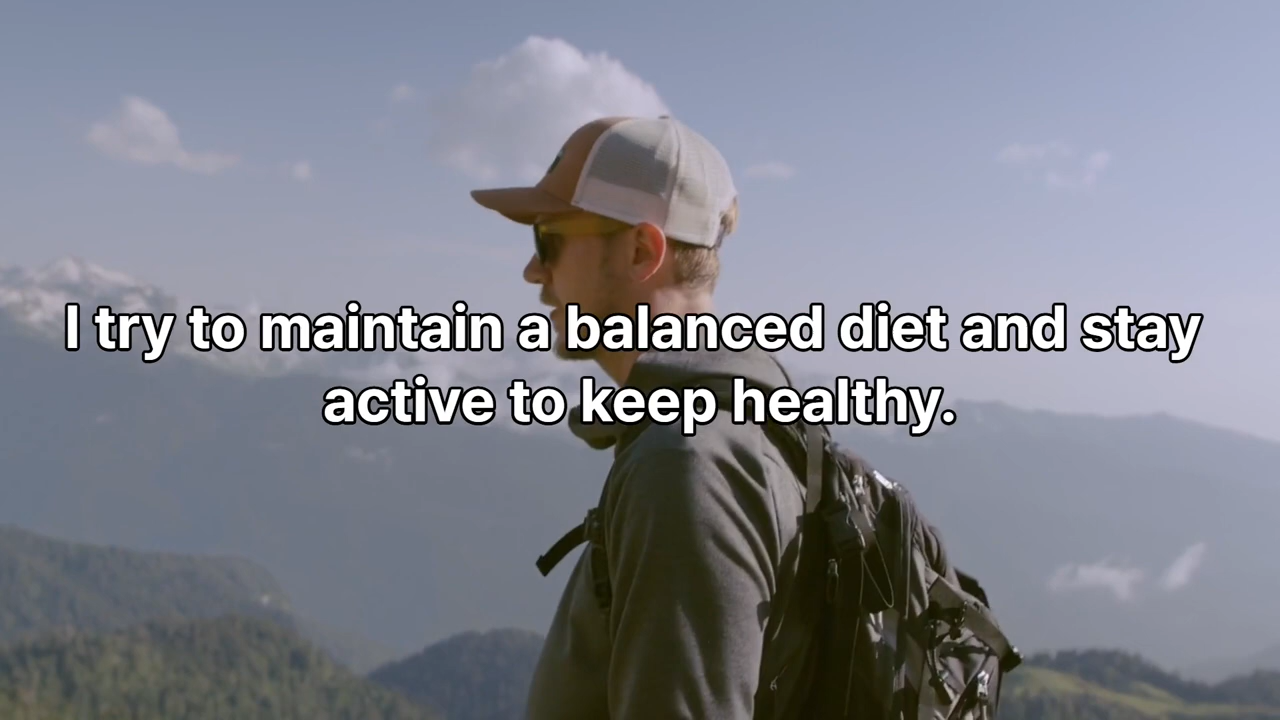 I try to maintain a balanced diet and stay
active to keep healthy.